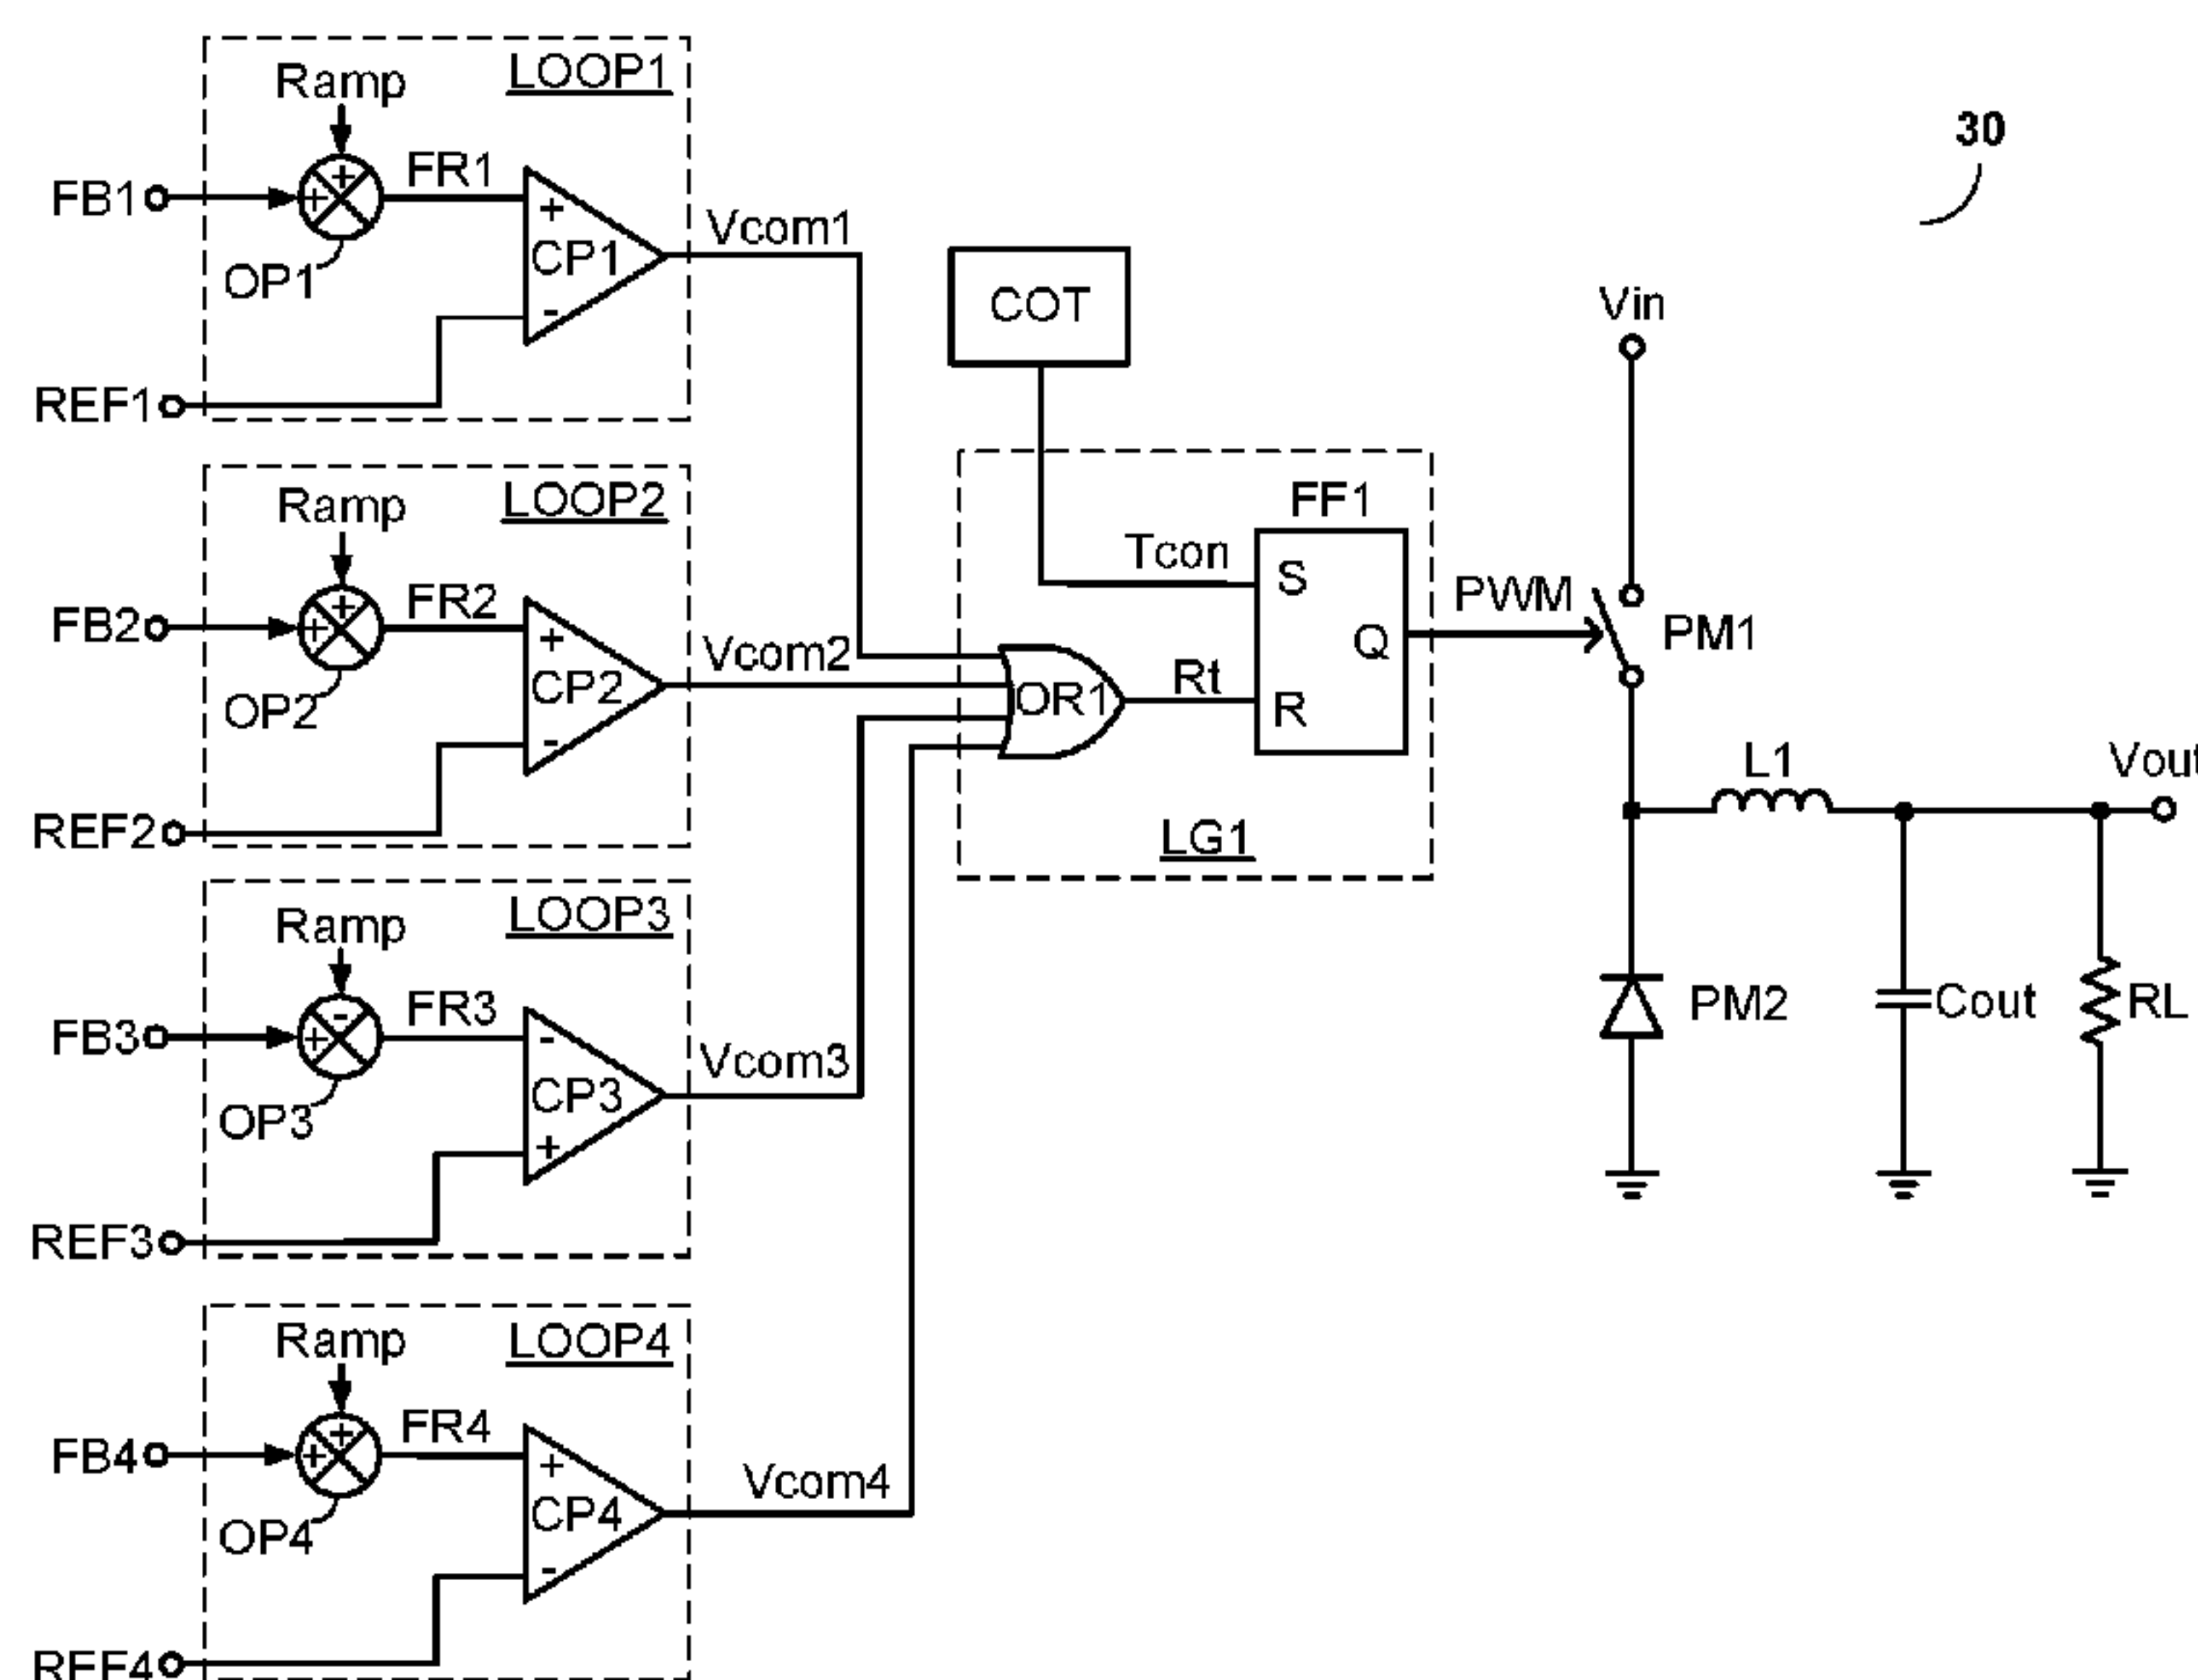 30
LOOP1
Ramp
FB1
+
+
FR1
+
CP1
-
OP1
REF1
Vcom1
LOOP2
Ramp
FB2
+
+
FR2
+
CP2
-
OP2
REF2
Vcom2
LOOP3
Ramp
FB3
-
+
FR3
-
CP3
+
OP3
REF3
Vcom3
LOOP4
Ramp
FB4
+
+
FR4
+
CP4
-
OP4
REF4
Vcom4
COT
FF1
Tcon
S
Q
R
Rt
OR1
LG1
PWM
Vin
PM1
L1
Vout
PM2
Cout
RL